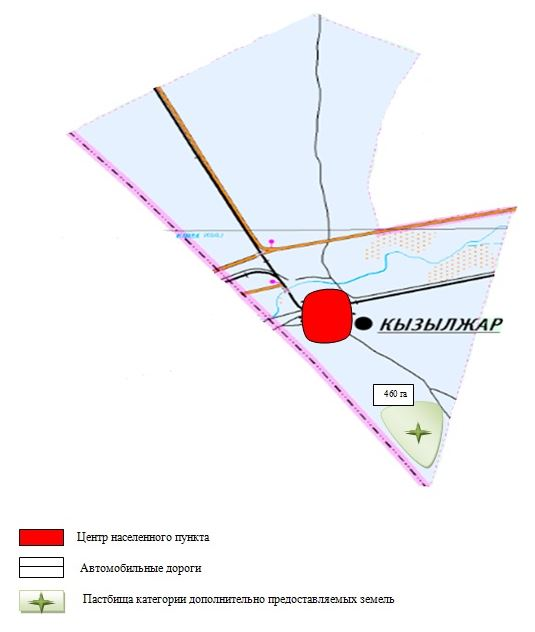 КЫЗЫЛЖАР
460 га
Центр населенного пункта
Автомобильные дороги
Пастбища категории дополнительно предоставляемых земель